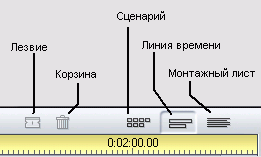 Сценарий
Лезвие
Линия времени
Корзина
Монтажный лист
0:02:00.00